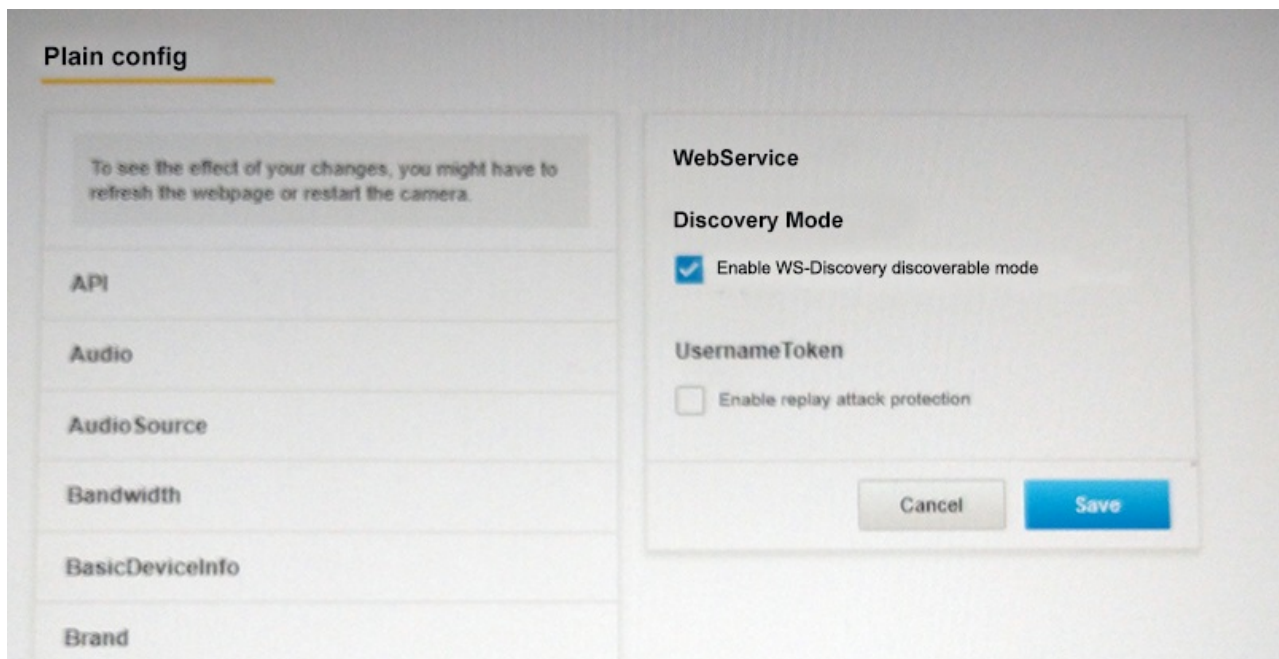 Plain config
To see the effect of your changes, you might have to
refresh the webpage or restart the camera.
API
Audio
AudioSource
Bandwidth
BasicDeviceInfo
Brand
WebService
Discovery Mode
Enable WS-Discovery discoverable mode
UsernameToken
Enable replay attack protection
Cancel
Save